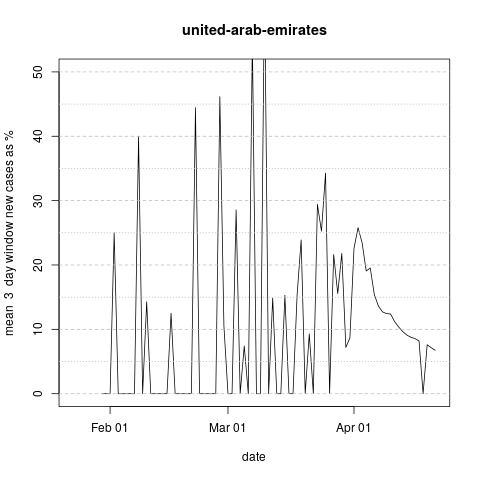 united-arab-emirates
mean 3 day window new cases as %
50
40
30
20
10
0
Feb 01
Mar 01
Apr 01
date